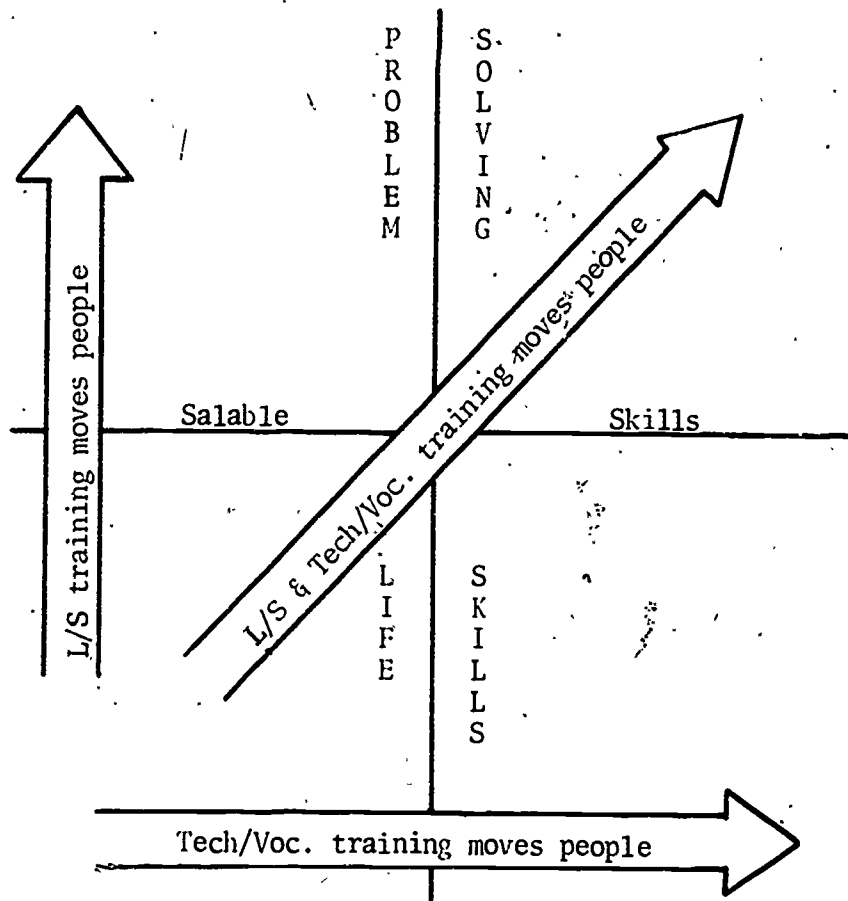 PROBLEM
SOLVING
L/S training moves people
L/S & Tech/Voc. training moves people
Salable
Skills
LIFE
SKILLS
Tech/Voc. training moves people